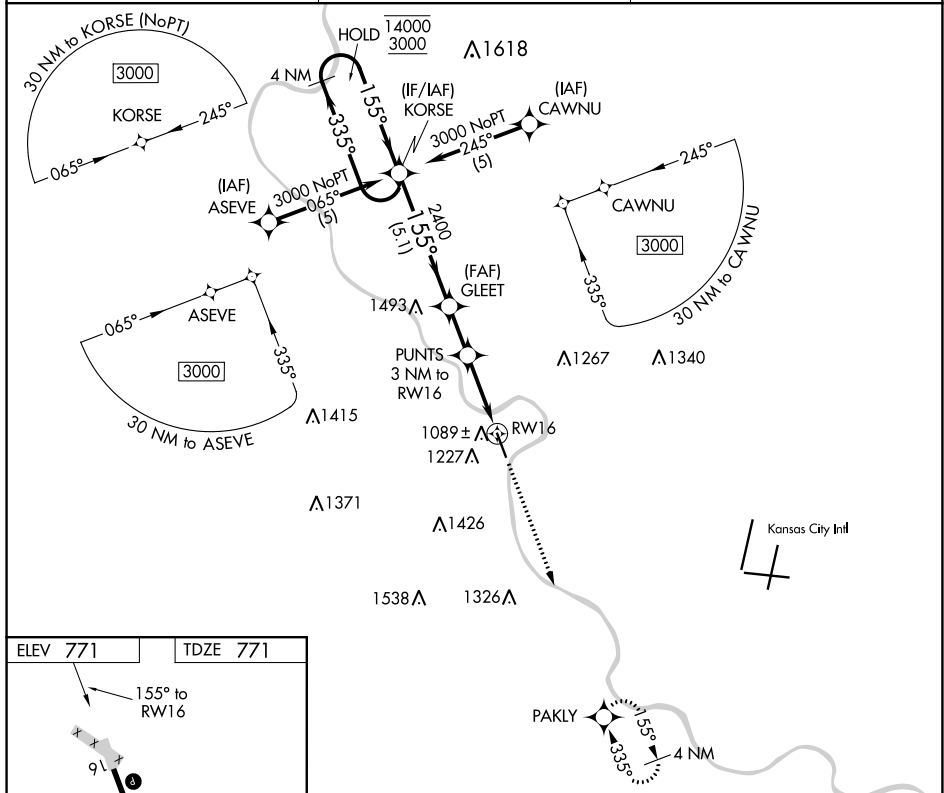 30 NM to KORSE (NoPT)
3000
KORSE
065°
245°
HOLD
14000
3000
4 NM
155°
335°
1618
(IF/IAF)
KORSE
(IAF)
CAWNU
3000 NoPT
245°
(5)
(IAF)
ASEVE
3000 NoPT
065°
(5)
2400
155°
(5.1)
245°
CAWNU
3000
335°
30 NM to CAWNU
(FAF)
GLEET
1493
065°
ASEVE
3000
335°
30 NM to ASEVE
PUNTS
3 NM to
RW16
1267
1340
1415
1089 ±
RW16
1227
1371
1426
Kansas City Intl
1538
1326
ELEV 771
TDZE 771
155° to
RW16
16
P
PAKLY
155°
335°
4 NM